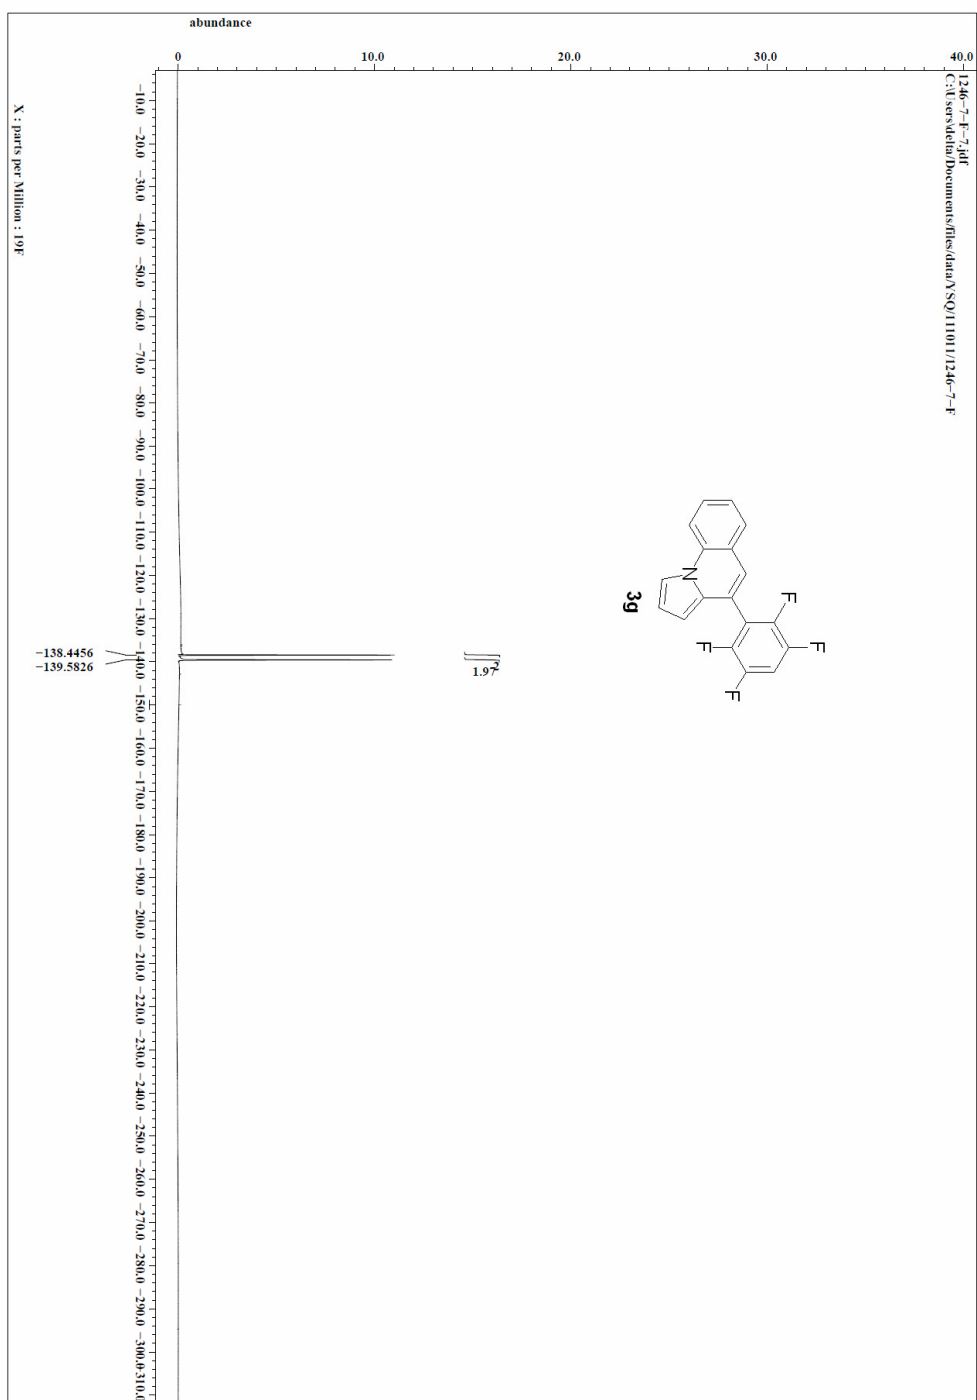 1246-7-F-7.jdf
C:\Users\delta/Documents/files/data/YSQ/111011/1246-7-F
abundance
0 10.0 20.0 30.0 40.0
F
F
F
F
N
3g
2
1.97
-10.0 -20.0 -30.0 -40.0 -50.0 -60.0 -70.0 -80.0 -90.0 -100.0 -110.0 -120.0 -130.0 -140.0 -150.0 -160.0 -170.0 -180.0 -190.0 -200.0 -210.0 -220.0 -230.0 -240.0 -250.0 -260.0 -270.0 -280.0 -290.0 -300.0 -310.0
-138.4456
-139.5826
X : parts per Million : 19F